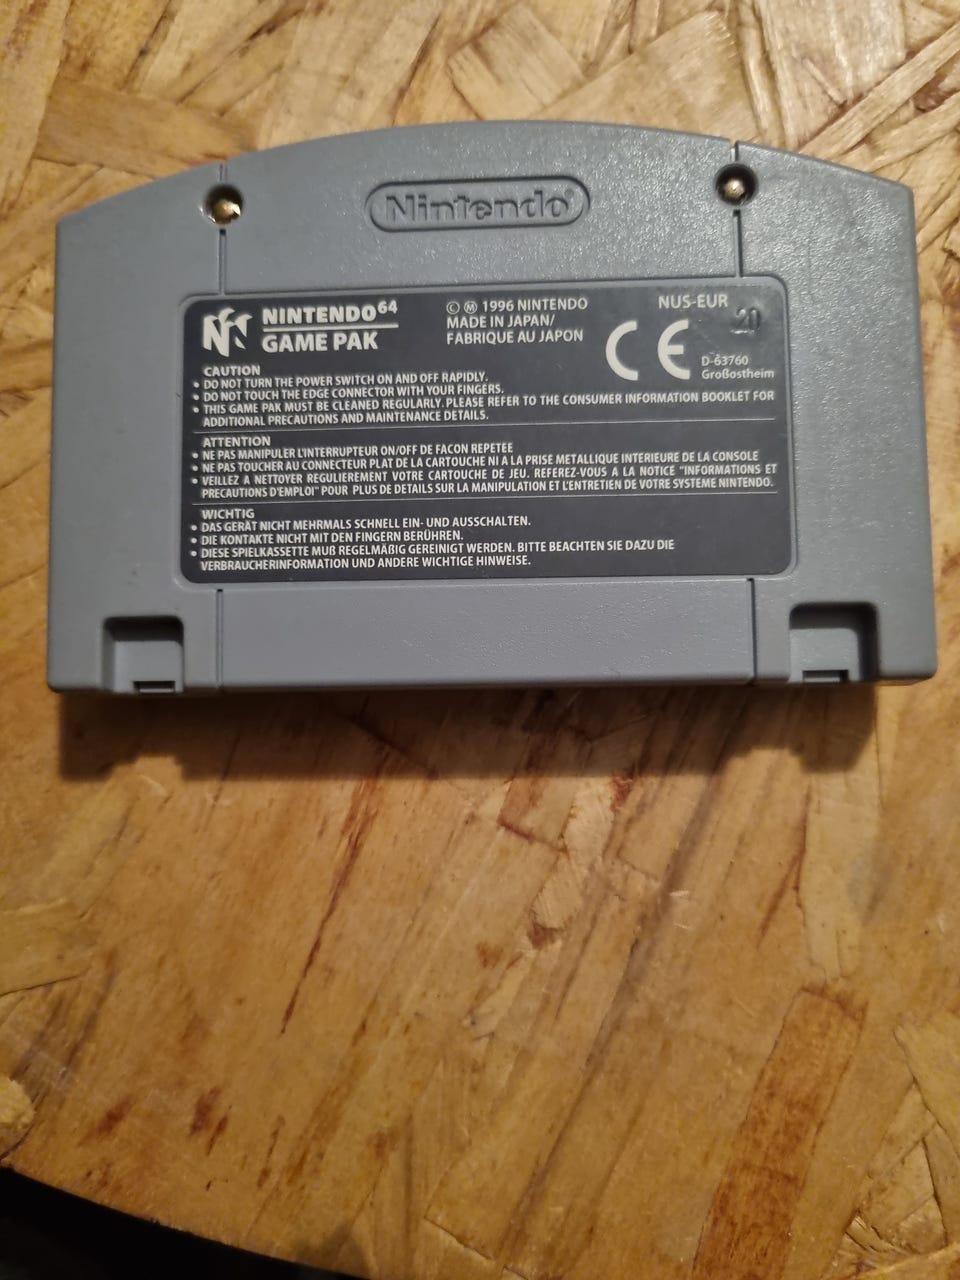 Nintendo®
NINTENDO64
GAME PAK
© Ⓜ 1996 NINTENDO
MADE IN JAPAN/
FABRIQUE AU JAPON
NUS-EUR
20
CE
D-63760
Großostheim
CAUTION
• DO NOT TURN THE POWER SWITCH ON AND OFF RAPIDLY.
• DO NOT TOUCH THE EDGE CONNECTOR WITH YOUR FINGERS.
• THIS GAME PAK MUST BE CLEANED REGULARLY. PLEASE REFER TO THE CONSUMER INFORMATION BOOKLET FOR
ADDITIONAL PRECAUTIONS AND MAINTENANCE DETAILS.
ATTENTION
• NE PAS MANIPULER L'INTERRUPTEUR ON/OFF DE FACON REPETEE
• NE PAS TOUCHER AU CONNECTEUR PLAT DE LA CARTOUCHE NI A LA PRISE METALLIQUE INTERIEURE DE LA CONSOLE
• VEILLEZ A NETTOYER REGULIEREMENT VOTRE CARTOUCHE DE JEU. REFEREZ-VOUS A LA NOTICE "INFORMATIONS ET
PRECAUTIONS D'EMPLOI" POUR PLUS DE DETAILS SUR LA MANIPULATION ET L'ENTRETIEN DE VOTRE SYSTEME NINTENDO.
WICHTIG
• DAS GERÄT NICHT MEHRMALS SCHNELL EIN- UND AUSSCHALTEN.
• DIE KONTAKTE NICHT MIT DEN FINGERN BERÜHREN.
• DIESE SPIELKASSETTE MUß REGELMÄßIG GEREINIGT WERDEN. BITTE BEACHTEN SIE DAZU DIE
VERBRAUCHERINFORMATION UND ANDERE WICHTIGE HINWEISE.